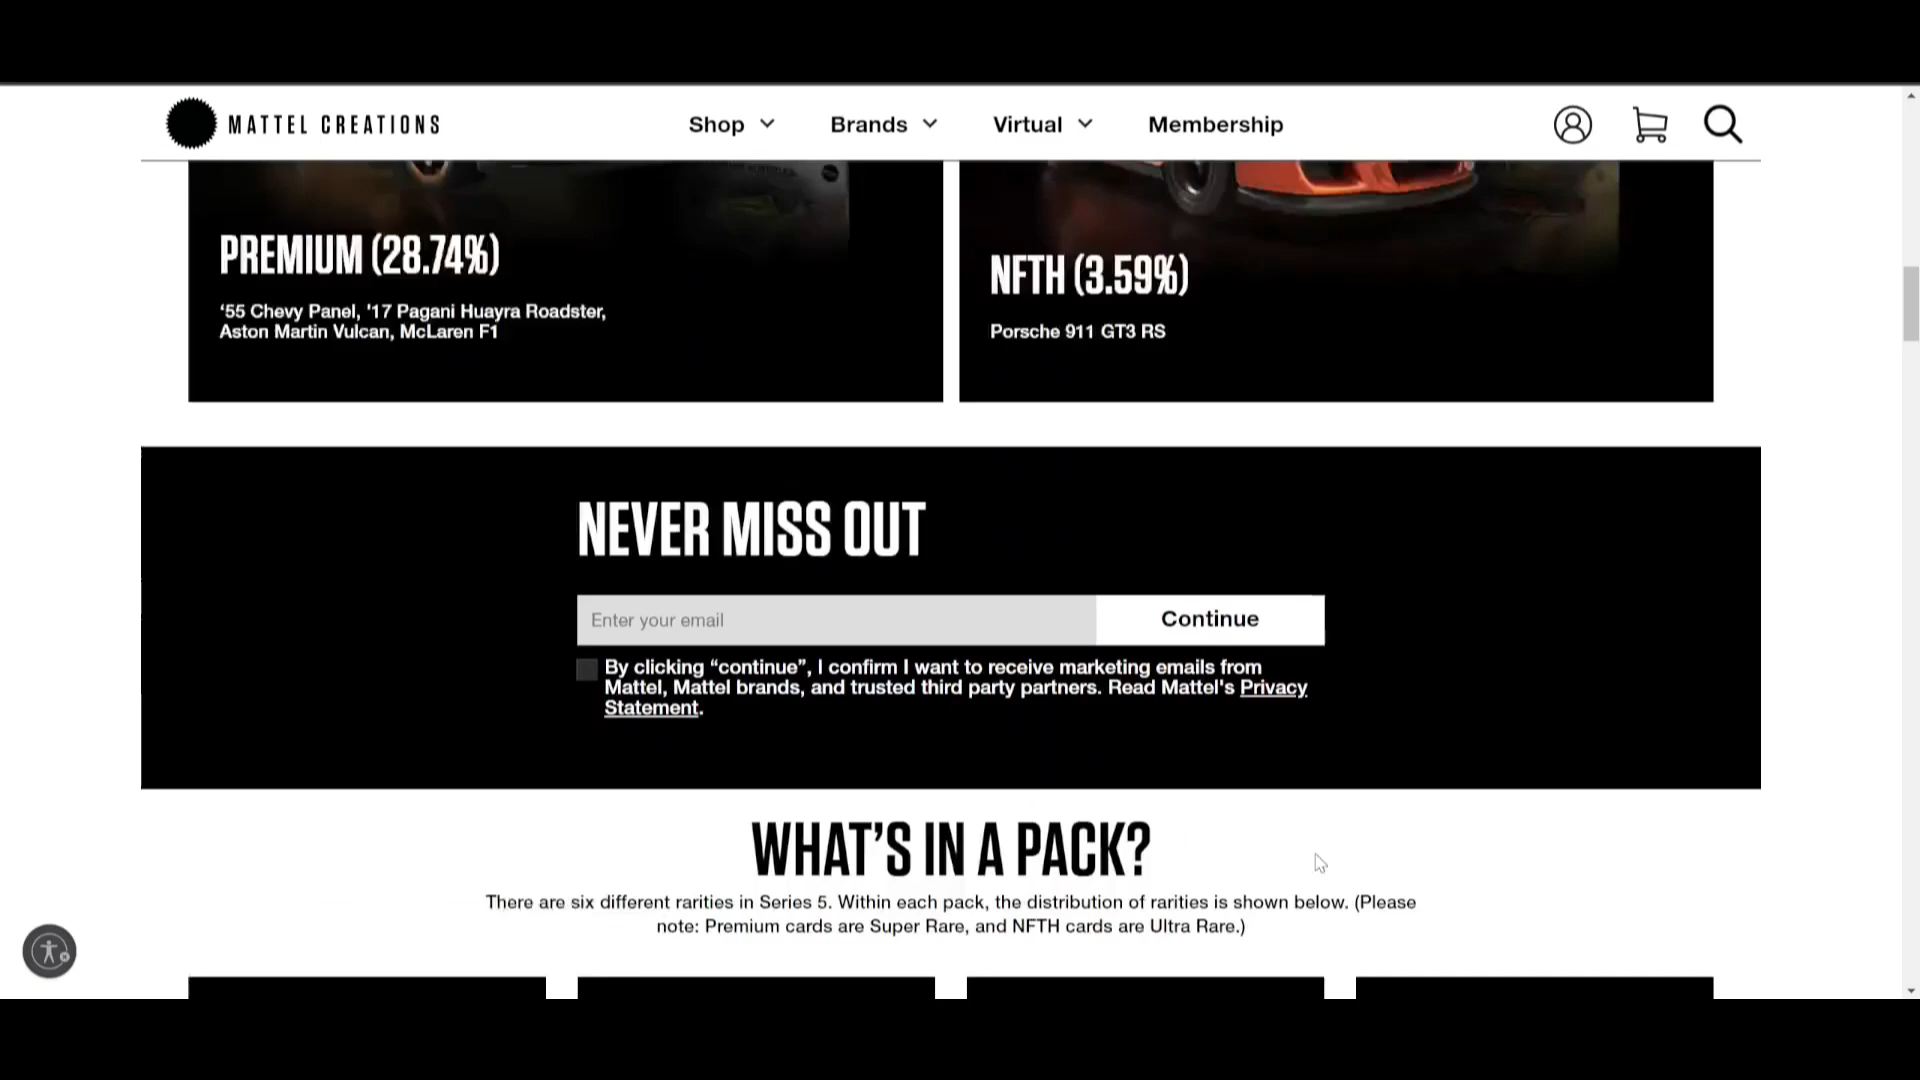 MATTEL CREATIONS
Shop
Brands
Virtual
Membership
PREMIUM (28.74%)
‘55 Chevy Panel, '17 Pagani Huayra Roadster,
Aston Martin Vulcan, McLaren F1
NFTH (3.59%)
Porsche 911 GT3 RS
NEVER MISS OUT
Enter your email
Continue
By clicking “continue”, I confirm I want to receive marketing emails from
Mattel, Mattel brands, and trusted third party partners. Read Mattel's Privacy
Statement.
WHAT’S IN A PACK?
There are six different rarities in Series 5. Within each pack, the distribution of rarities is shown below. (Please
note: Premium cards are Super Rare, and NFTH cards are Ultra Rare.)